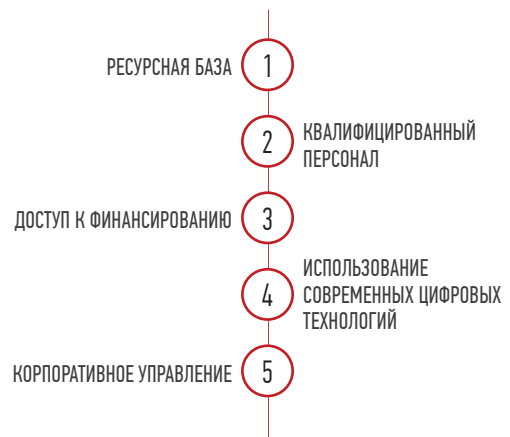 РЕСУРСНАЯ БАЗА
1
2
КВАЛИФИЦИРОВАННЫЙ
ПЕРСОНАЛ
ДОСТУП К ФИНАНСИРОВАНИЮ
3
4
ИСПОЛЬЗОВАНИЕ
СОВРЕМЕННЫХ ЦИФРОВЫХ
ТЕХНОЛОГИЙ
КОРПОРАТИВНОЕ УПРАВЛЕНИЕ
5